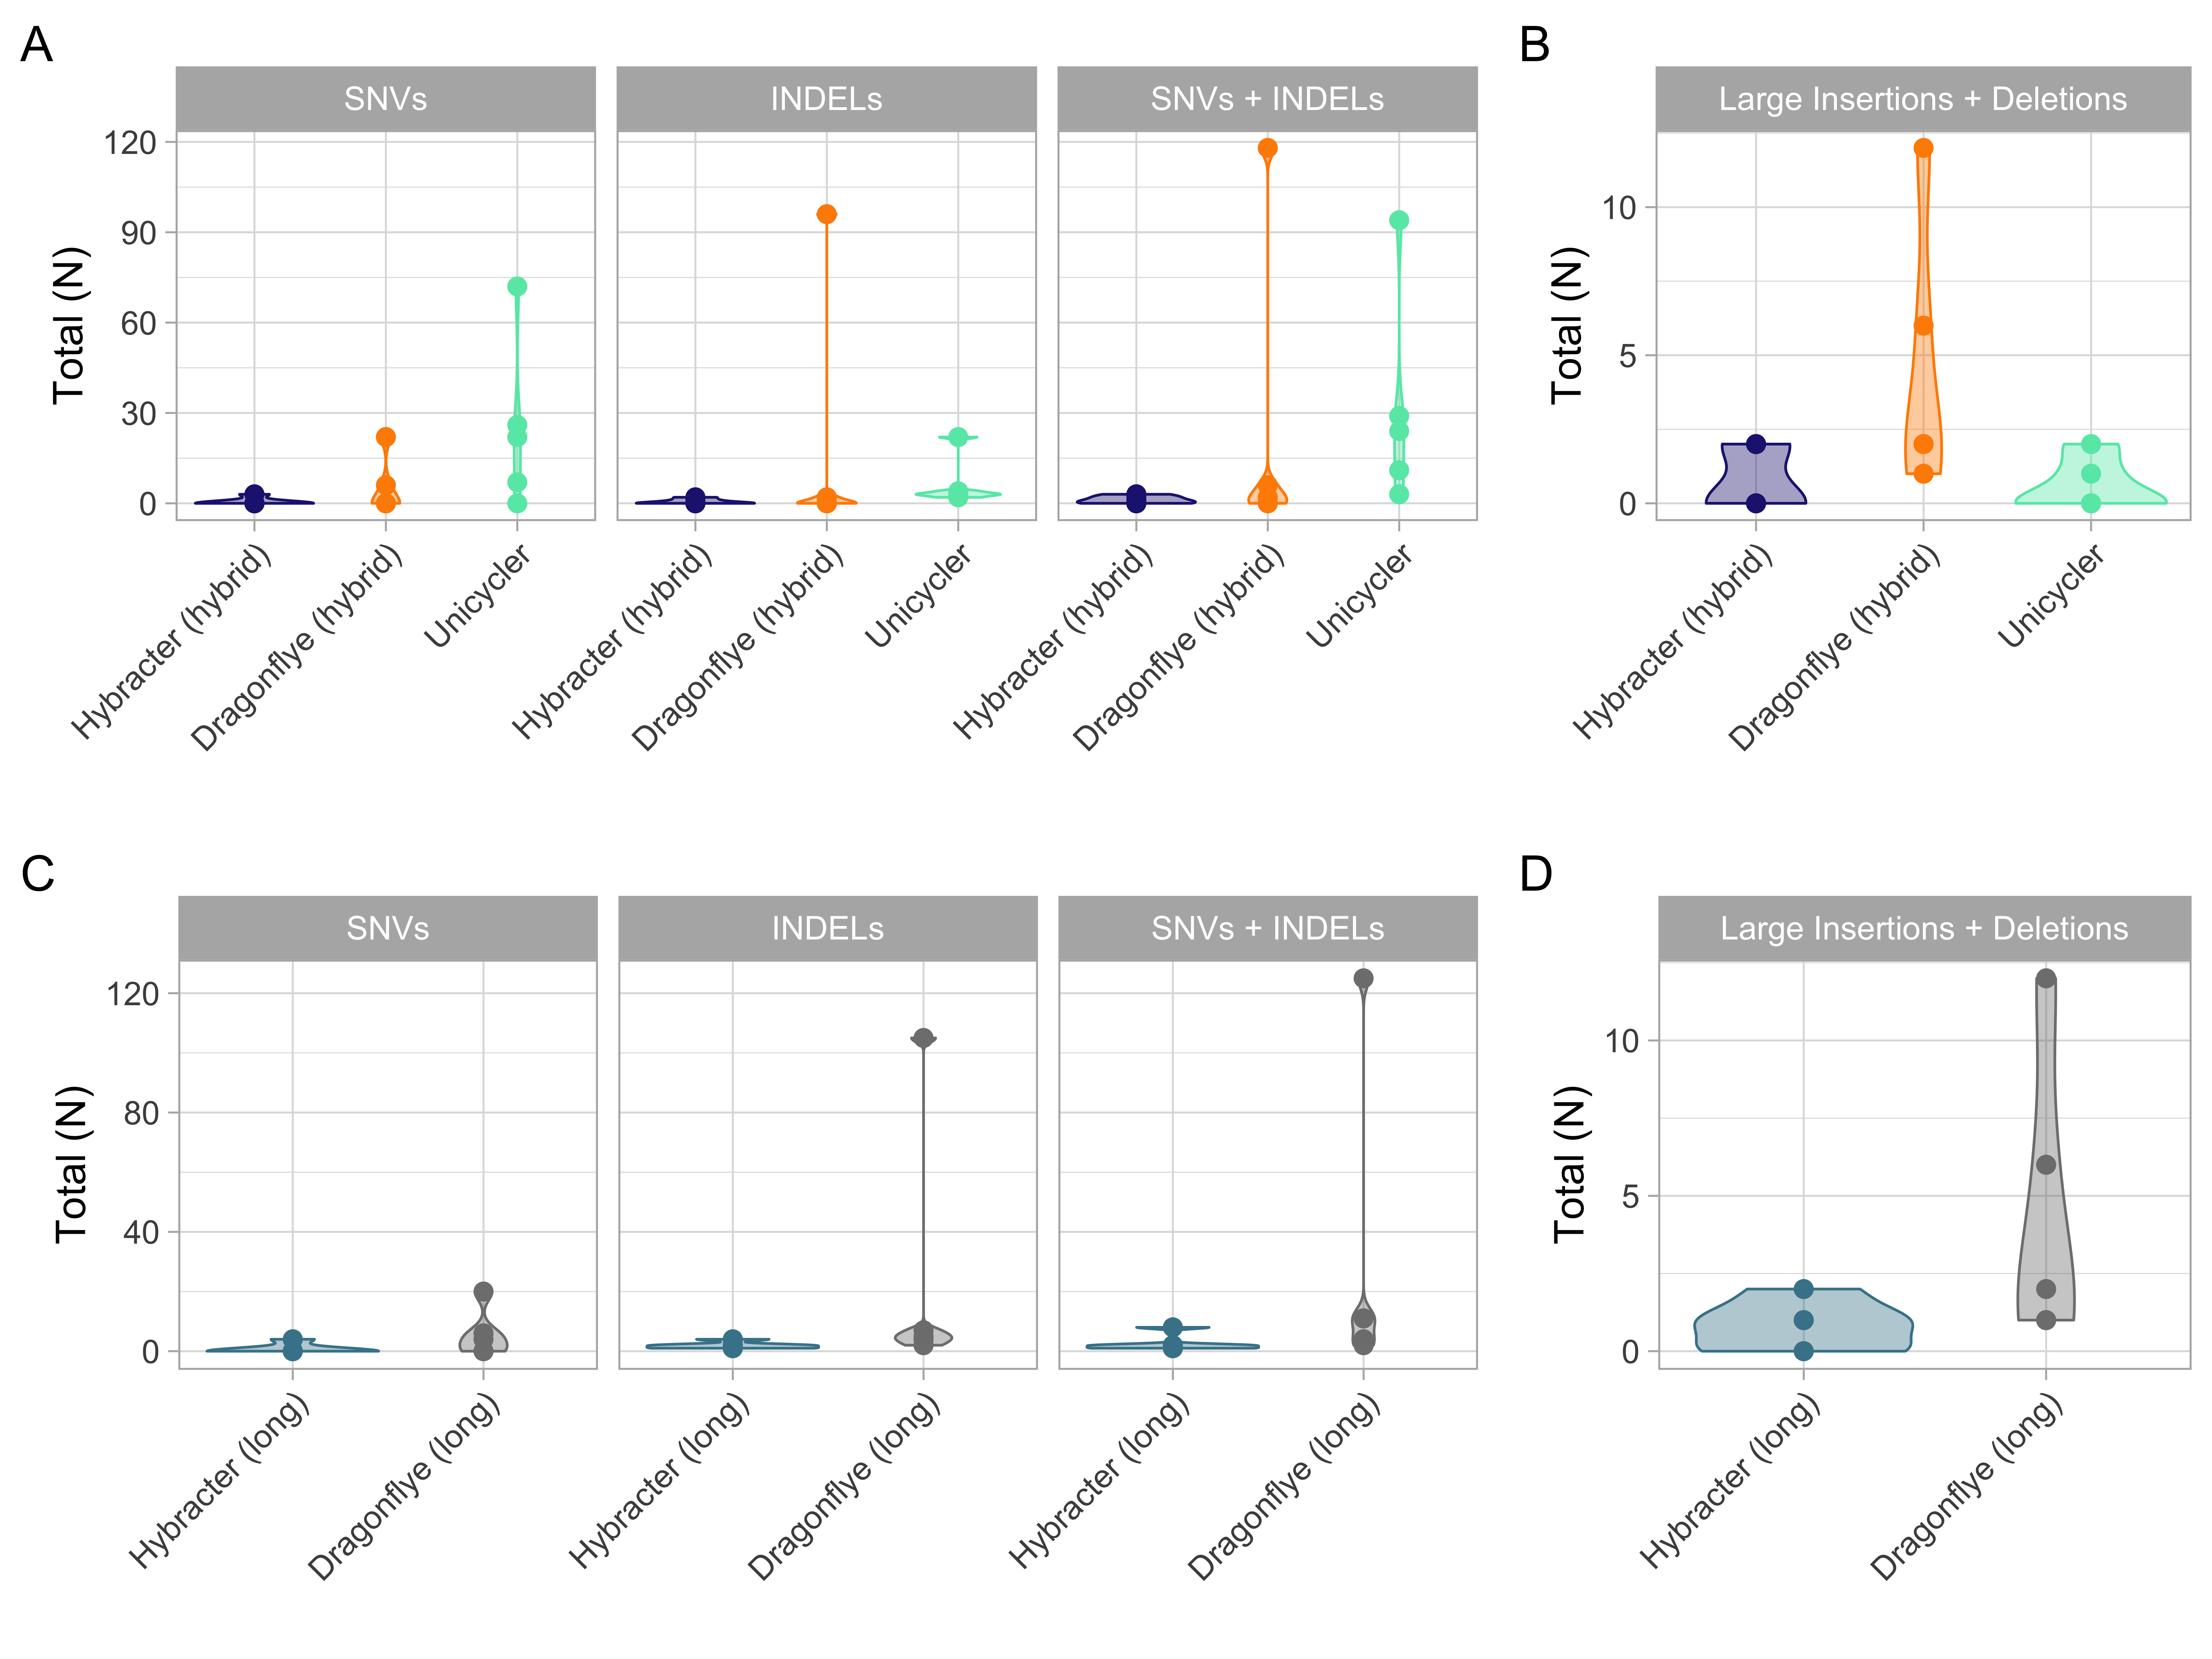 A
SNVs
INDELs
SNVs + INDELs
Total (N)
120
90
60
30
0
Hybracter (hybrid)
Dragonflye (hybrid)
Unicycler
Hybracter (hybrid)
Dragonflye (hybrid)
Unicycler
Hybracter (hybrid)
Dragonflye (hybrid)
Unicycler
B
Large Insertions + Deletions
Total (N)
10
5
0
Hybracter (hybrid)
Dragonflye (hybrid)
Unicycler
C
SNVs
INDELs
SNVs + INDELs
Total (N)
120
80
40
0
Hybracter (long)
Dragonflye (long)
Hybracter (long)
Dragonflye (long)
Hybracter (long)
Dragonflye (long)
D
Large Insertions + Deletions
Total (N)
10
5
0
Hybracter (long)
Dragonflye (long)